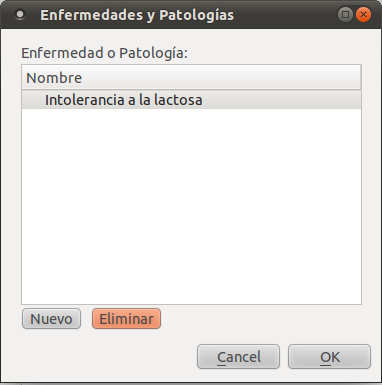 Enfermedades y Patologías
Enfermedad o Patología:
Nombre
Intolerancia a la lactosa
Nuevo Eliminar
Cancel OK